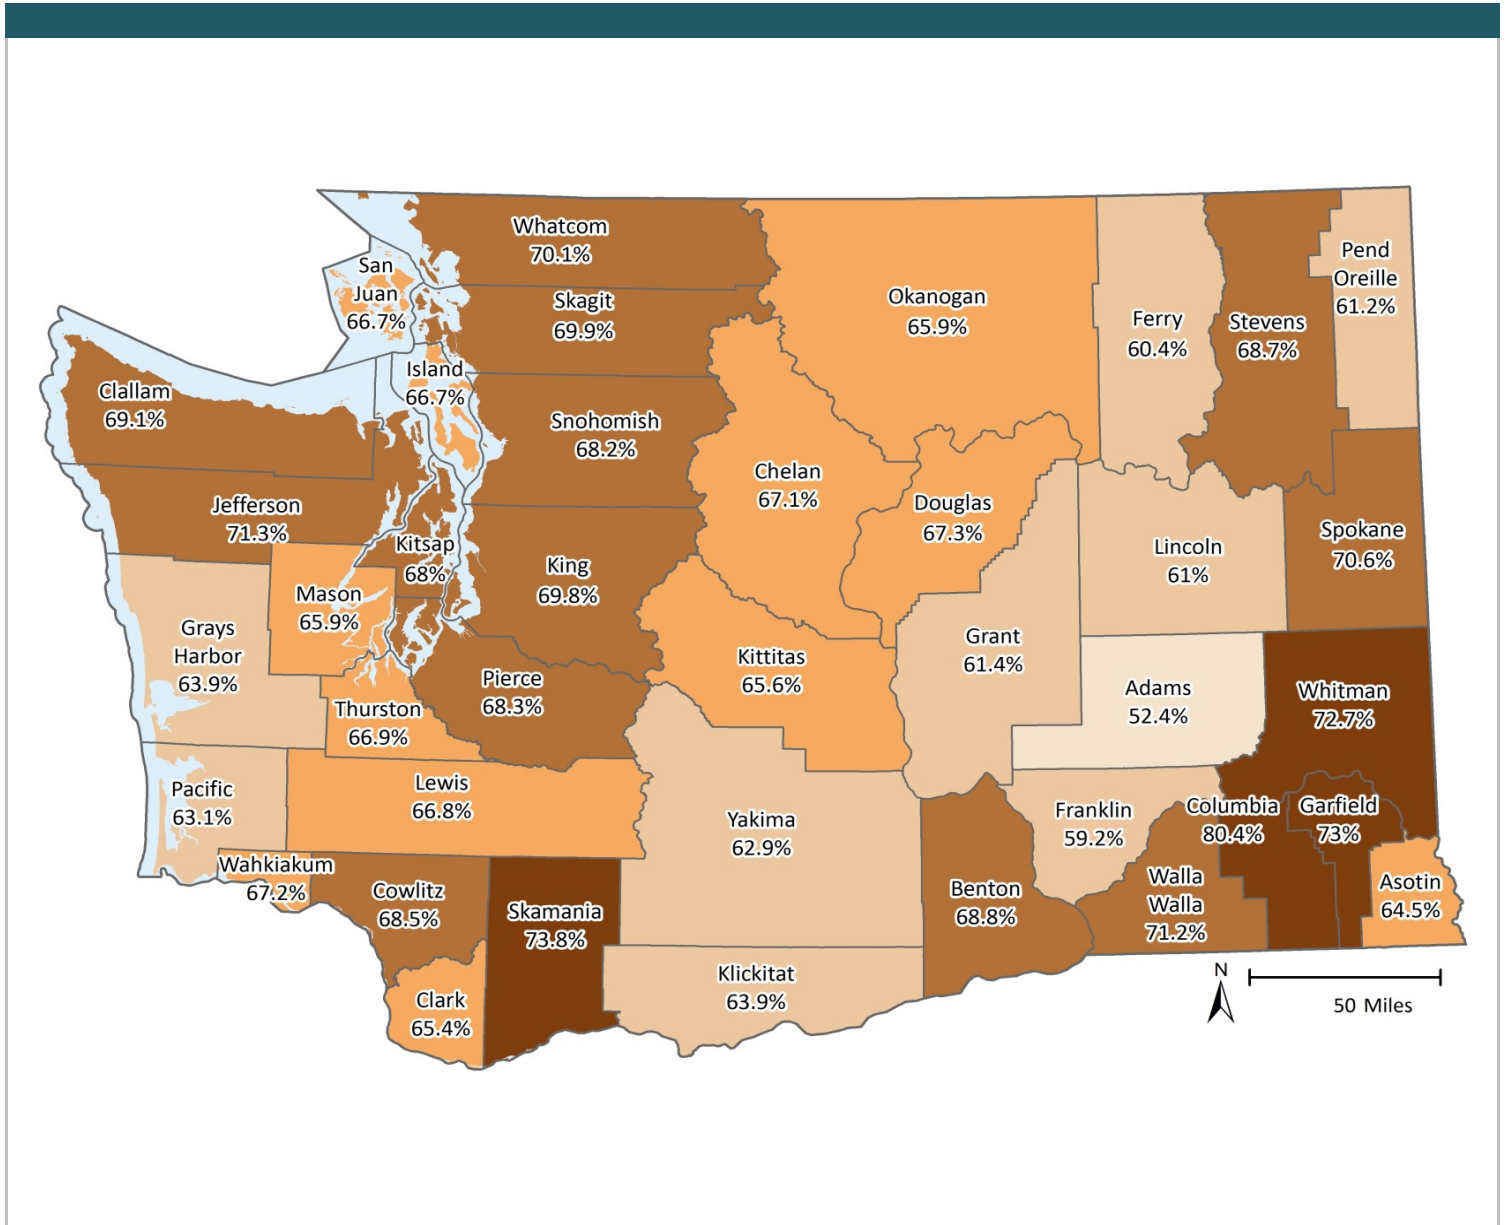 Whatcom
70.1%
San
Juan
66.7%
Skagit
69.9%
Okanogan
65.9%
Ferry
60.4%
Stevens
68.7%
Pend
Oreille
61.2%
Clallam
69.1%
Island
66.7%
Snohomish
68.2%
Chelan
67.1%
Douglas
67.3%
Jefferson
71.3%
Kitsap
68%
King
69.8%
Lincoln
61%
Spokane
70.6%
Mason
65.9%
Grays
Harbor
63.9%
Grant
61.4%
Kittitas
65.6%
Pierce
68.3%
Thurston
66.9%
Adams
52.4%
Whitman
72.7%
Pacific
63.1%
Lewis
66.8%
Yakima
62.9%
Franklin
59.2%
Columbia
80.4%
Garfield
73%
Wahkiakum
67.2%
Cowlitz
68.5%
Skamania
73.8%
Benton
68.8%
Walla
Walla
71.2%
Asotin
64.5%
Clark
65.4%
Klickitat
63.9%
N
50 Miles